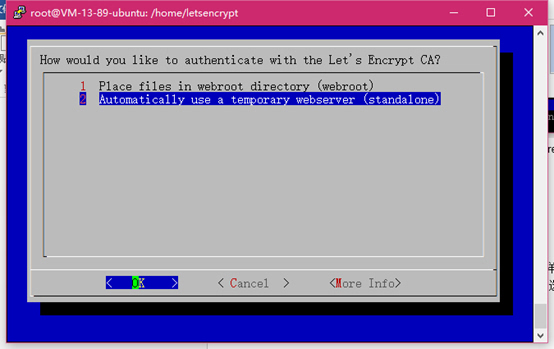 root@VM-13-89-ubuntu: /home/letsencrypt
How would you like to authenticate with the Let's Encrypt CA?
1 Place files in webroot directory (webroot)
2 Automatically use a temporary webserver (standalone)
< OK > < Cancel > <More Info>